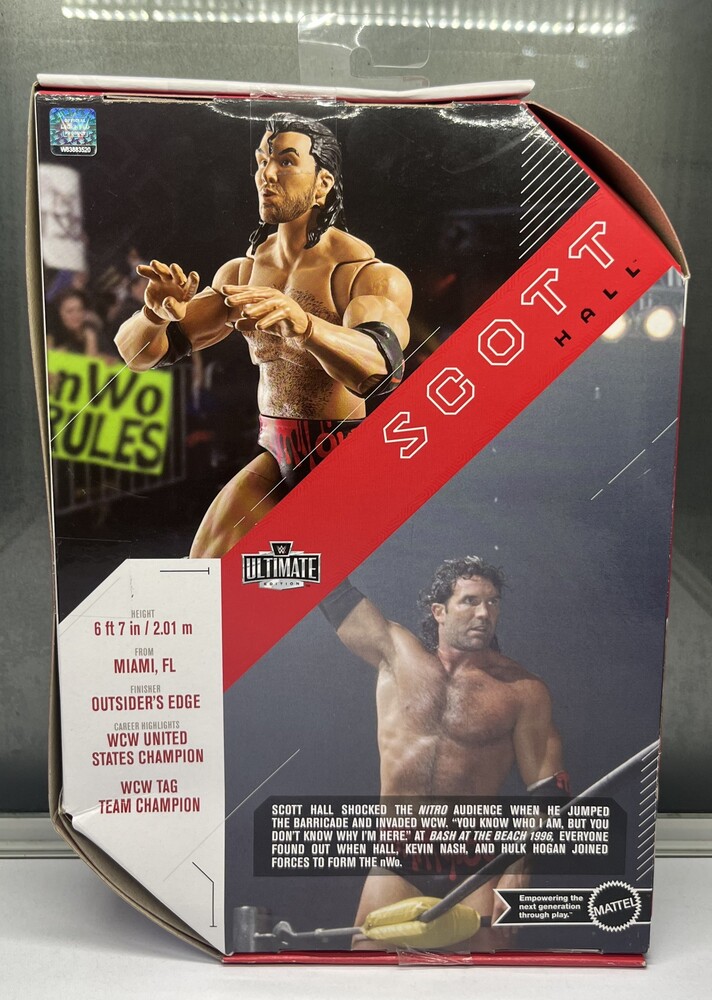 W83883520
nWo
RULES
SCOTT
HALL™
W
ULTIMATE
EDITION
HEIGHT
6 ft 7 in / 2.01 m
FROM
MIAMI, FL
FINISHER
OUTSIDER'S EDGE
CAREER HIGHLIGHTS
WCW UNITED
STATES CHAMPION
WCW TAG
TEAM CHAMPION
SCOTT HALL SHOCKED THE NITRO AUDIENCE WHEN HE JUMPED
THE BARRICADE AND INVADED WCW. "YOU KNOW WHO I AM, BUT YOU
DON'T KNOW WHY I'M HERE." AT BASH AT THE BEACH 1996, EVERYONE
FOUND OUT WHEN HALL, KEVIN NASH, AND HULK HOGAN JOINED
FORCES TO FORM THE nWo.
Empowering the
next generation
through play.™
MATTEL